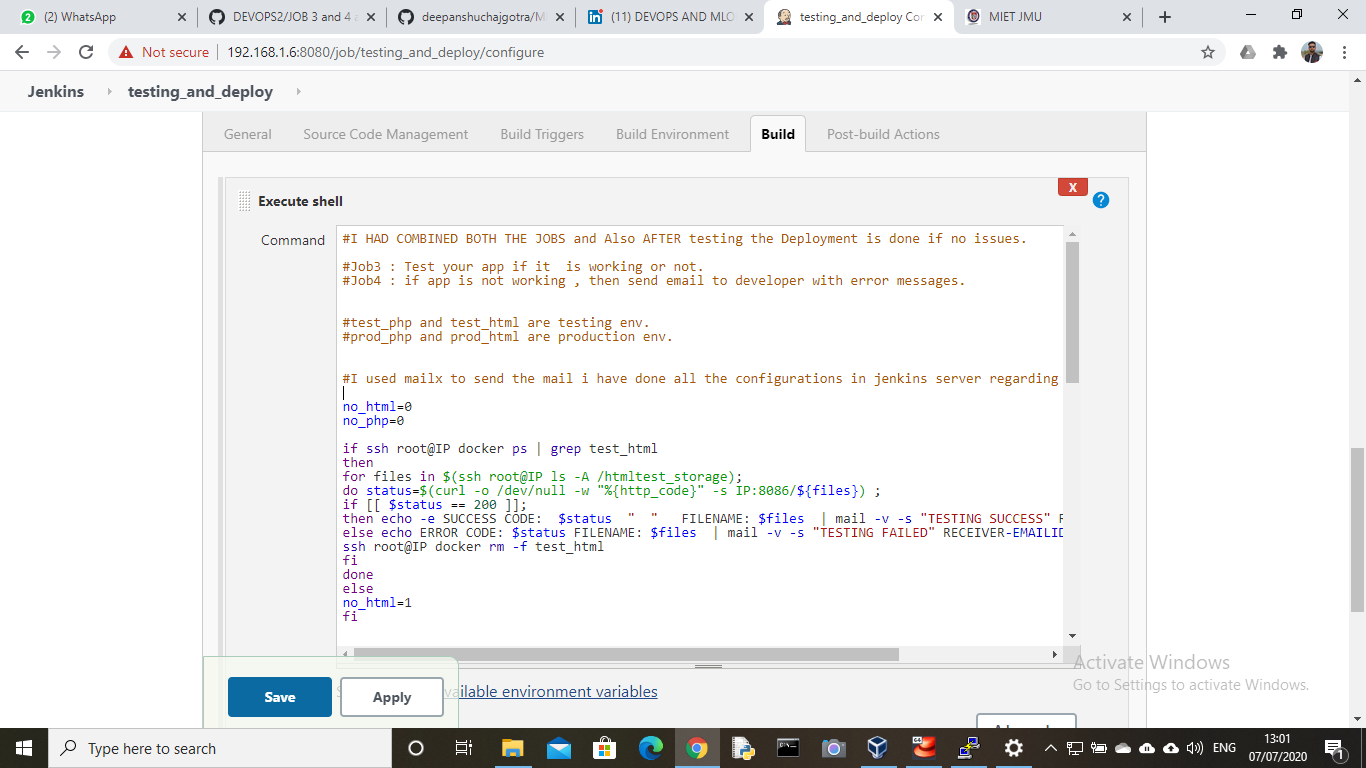 (2) WhatsApp
DEVOPS2/JOB 3 and 4
deepanshuchajgotra/M
(11) DEVOPS AND MLO
testing_and_deploy Con
MIET JMU
Not secure
192.168.1.6:8080/job/testing_and_deploy/configure
Jenkins
testing_and_deploy
General
Source Code Management
Build Triggers
Build Environment
Build
Post-build Actions
X
Execute shell
?
Command
#I HAD COMBINED BOTH THE JOBS and Also AFTER testing the Deployment is done if no issues.
#Job3 : Test your app if it  is working or not.
#Job4 : if app is not working , then send email to developer with error messages.
#test_php and test_html are testing env.
#prod_php and prod_html are production env.
#I used mailx to send the mail i have done all the configurations in jenkins server regarding
no_html=0
no_php=0
if ssh root@IP docker ps | grep test_html
then
for files in $(ssh root@IP ls -A /htmltest_storage);
do status=$(curl -o /dev/null -w "%{http_code}" -s IP:8086/${files}) ;
if [[ $status == 200 ]];
then echo -e SUCCESS CODE:  $status  "  "   FILENAME: $files  | mail -v -s "TESTING SUCCESS"
else echo ERROR CODE: $status FILENAME: $files  | mail -v -s "TESTING FAILED" RECEIVER-EMAILID
ssh root@IP docker rm -f test_html
fi
done
else
no_html=1
fi
Activate Windows
Go to Settings to activate Windows.
Save
Apply
ailable environment variables
Type here to search
ENG
13:01
07/07/2020
1